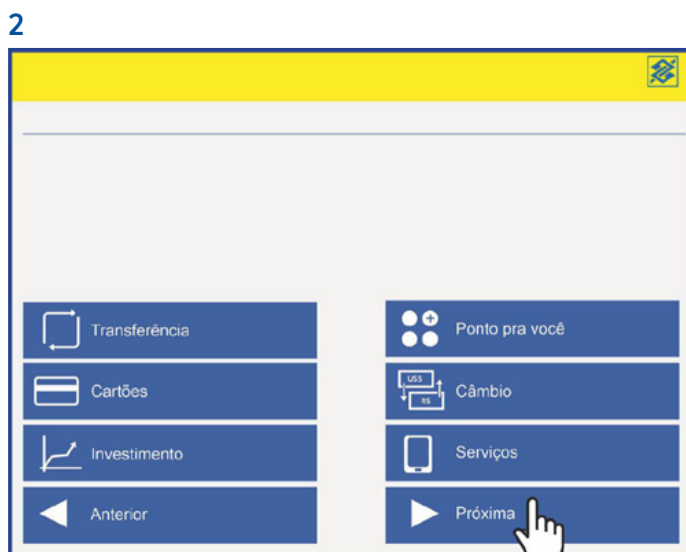 2
Transferência
Ponto pra você
Cartões
US$
R$
Câmbio
Investimento
Serviços
Anterior
Próxima